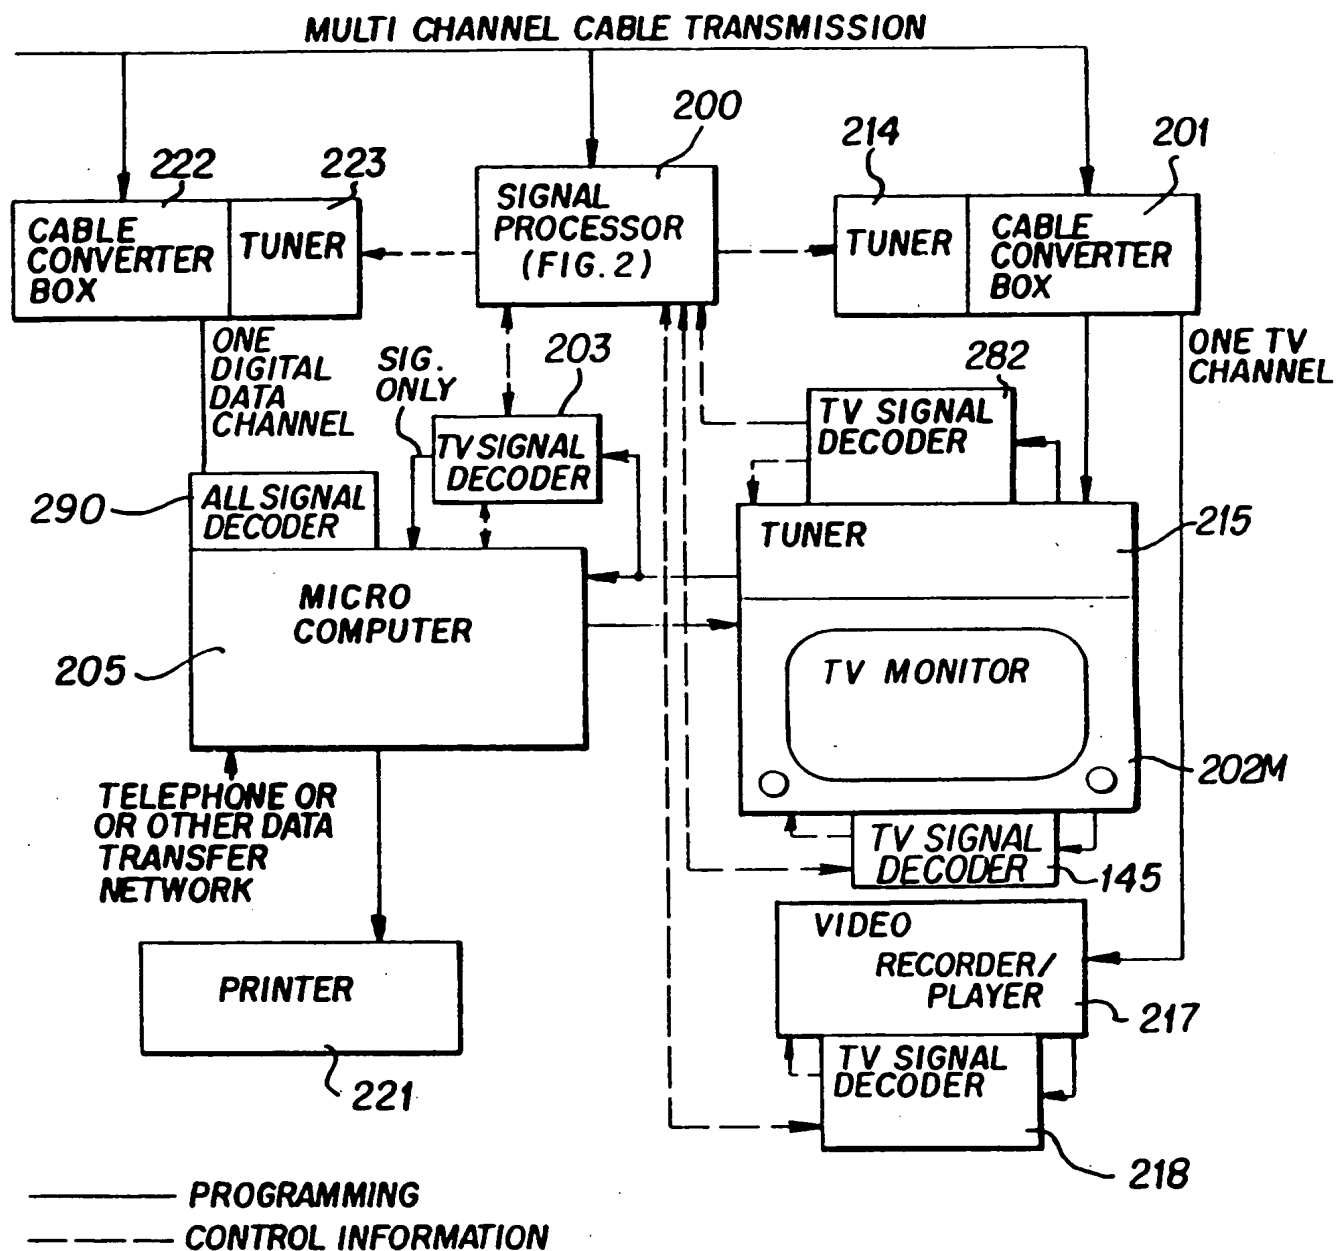 MULTI CHANNEL CABLE TRANSMISSION
200
214
201
222
223
CABLE
CONVERTER
BOX
TUNER
SIGNAL
PROCESSOR
(FIG. 2)
TUNER
CABLE
CONVERTER
BOX
ONE
DIGITAL
DATA
CHANNEL
SIG.
ONLY
203
282
ONE TV
CHANNEL
TV SIGNAL
DECODER
TV SIGNAL
DECODER
290
ALL SIGNAL
DECODER
TUNER
215
MICRO
COMPUTER
205
TV MONITOR
202M
TELEPHONE OR
OR OTHER DATA
TRANSFER
NETWORK
TV SIGNAL
DECODER
145
VIDEO
RECORDER/
PLAYER
217
PRINTER
221
TV SIGNAL
DECODER
218
PROGRAMMING
CONTROL INFORMATION